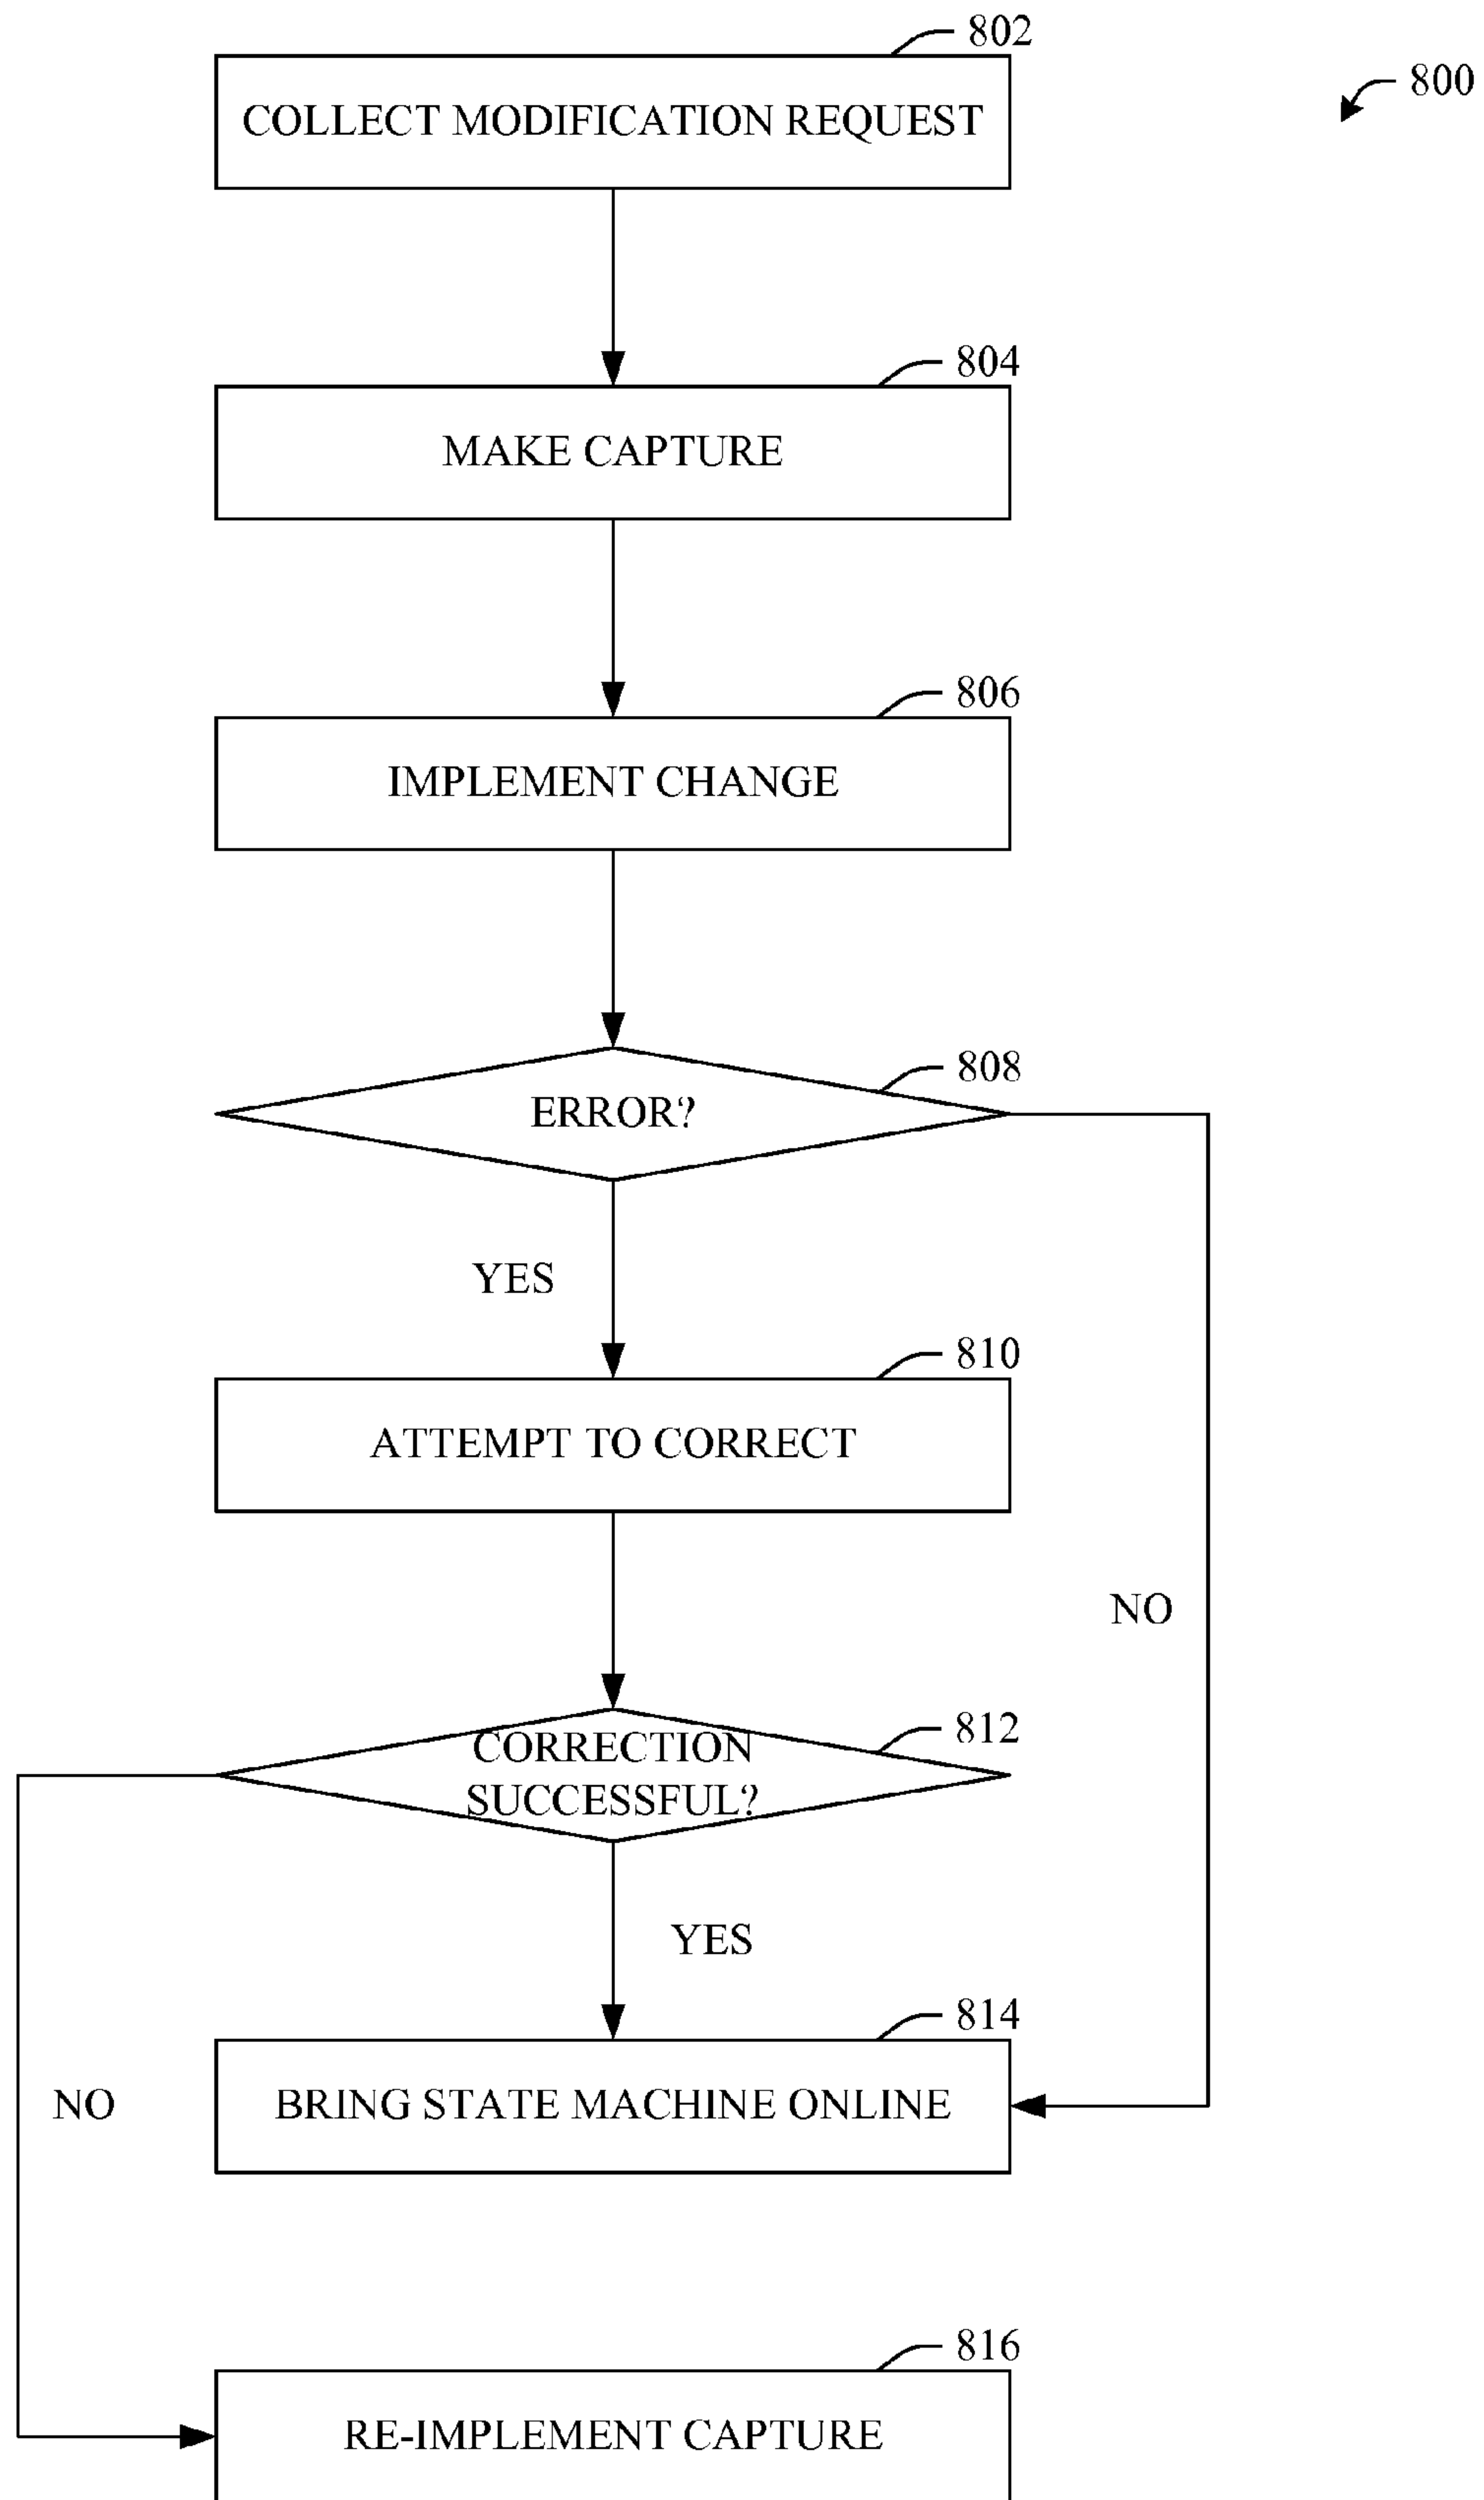 802
800
COLLECT MODIFICATION REQUEST
804
MAKE CAPTURE
806
IMPLEMENT CHANGE
808
ERROR?
YES
810
ATTEMPT TO CORRECT
NO
812
CORRECTION
SUCCESSFUL?
YES
814
NO
BRING STATE MACHINE ONLINE
816
RE-IMPLEMENT CAPTURE